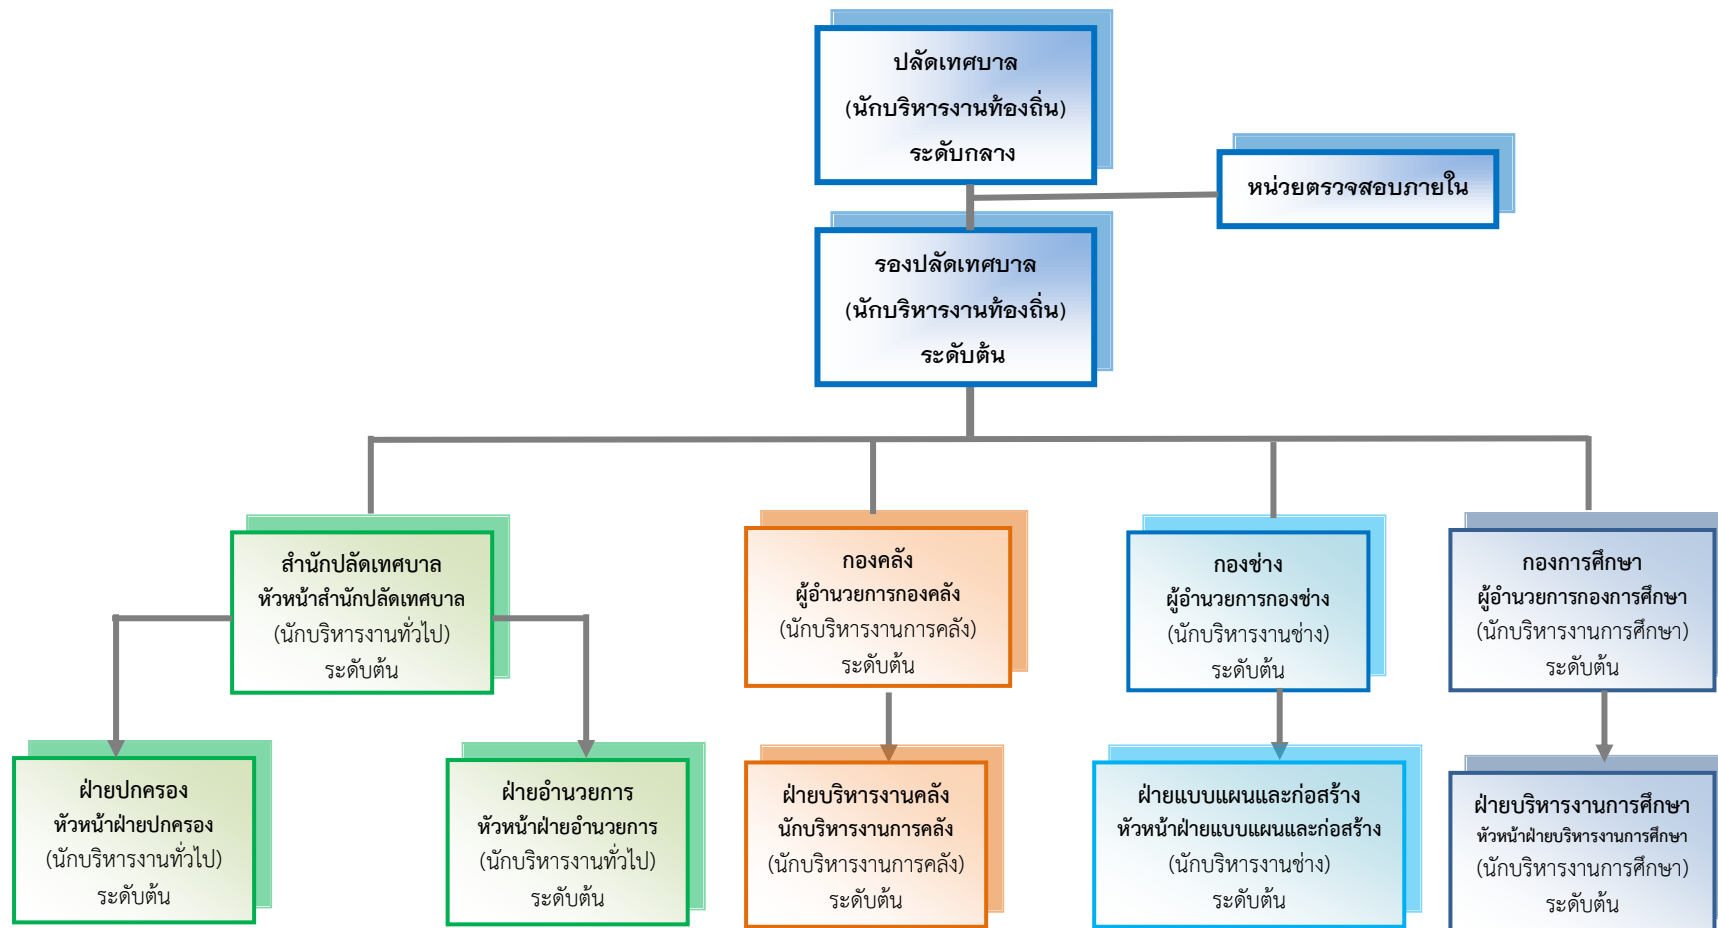 ปลัดเทศบาล
(นักบริหารงานท้องถิ่น)
ระดับกลาง
หน่วยตรวจสอบภายใน
รองปลัดเทศบาล
(นักบริหารงานท้องถิ่น)
ระดับต้น
สำนักปลัดเทศบาล
หัวหน้าสำนักปลัดเทศบาล
(นักบริหารงานทั่วไป)
ระดับต้น
กองคลัง
ผู้อำนวยการกองคลัง
(นักบริหารงานการคลัง)
ระดับต้น
กองช่าง
ผู้อำนวยการกองช่าง
(นักบริหารงานช่าง)
ระดับต้น
กองการศึกษา
ผู้อำนวยการกองการศึกษา
(นักบริหารงานการศึกษา)
ระดับต้น
ฝ่ายปกครอง
หัวหน้าฝ่ายปกครอง
(นักบริหารงานทั่วไป)
ระดับต้น
ฝ่ายอำนวยการ
หัวหน้าฝ่ายอำนวยการ
(นักบริหารงานทั่วไป)
ระดับต้น
ฝ่ายบริหารงานคลัง
นักบริหารงานการคลัง
(นักบริหารงานการคลัง)
ระดับต้น
ฝ่ายแบบแผนและก่อสร้าง
หัวหน้าฝ่ายแบบแผนและก่อสร้าง
(นักบริหารงานช่าง)
ระดับต้น
ฝ่ายบริหารงานการศึกษา
หัวหน้าฝ่ายบริหารงานการศึกษา
(นักบริหารงานการศึกษา)
ระดับต้น